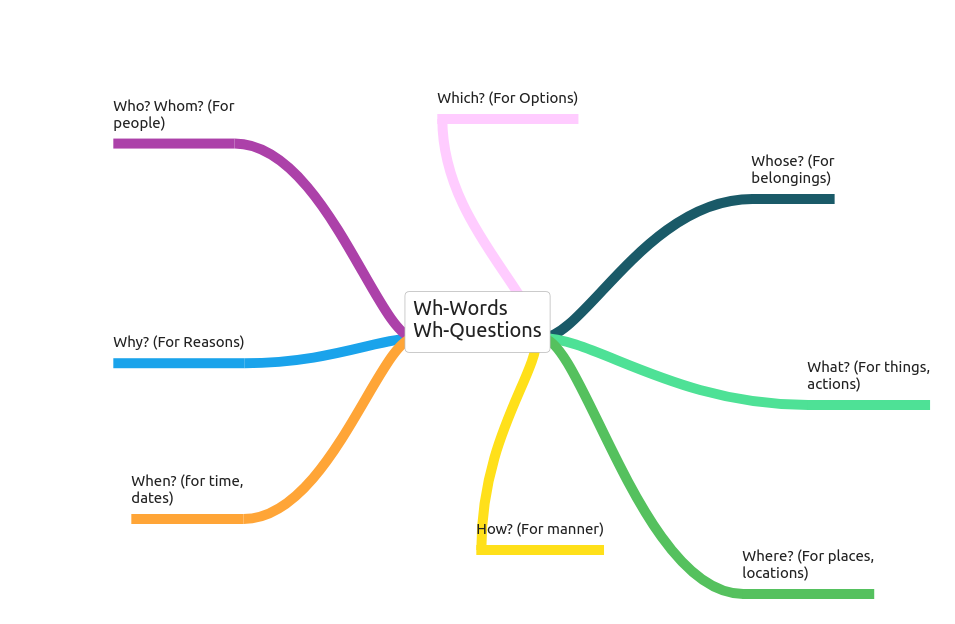 Which? (For Options)
Who? Whom? (For
people)
Whose? (For
belongings)
Wh-Words
Wh-Questions
Why? (For Reasons)
What? (For things,
actions)
When? (for time,
dates)
How? (For manner)
Where? (For places,
locations)